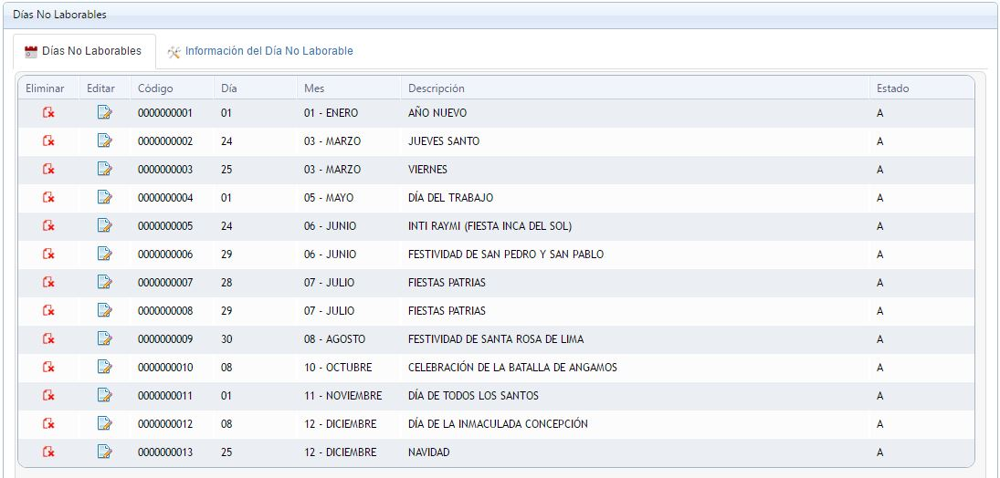 Días No Laborables
Días No Laborables Información del Día No Laborable
Eliminar Editar Código Día Mes Descripción Estado
0000000001 01 01 - ENERO AÑO NUEVO A
0000000002 24 03 - MARZO JUEVES SANTO A
0000000003 25 03 - MARZO VIERNES A
0000000004 01 05 - MAYO DÍA DEL TRABAJO A
0000000005 24 06 - JUNIO INTI RAYMI (FIESTA INCA DEL SOL) A
0000000006 29 06 - JUNIO FESTIVIDAD DE SAN PEDRO Y SAN PABLO A
0000000007 28 07 - JULIO FIESTAS PATRIAS A
0000000008 29 07 - JULIO FIESTAS PATRIAS A
0000000009 30 08 - AGOSTO FESTIVIDAD DE SANTA ROSA DE LIMA A
0000000010 08 10 - OCTUBRE CELEBRACIÓN DE LA BATALLA DE ANGAMOS A
0000000011 01 11 - NOVIEMBRE DÍA DE TODOS LOS SANTOS A
0000000012 08 12 - DICIEMBRE DÍA DE LA INMACULADA CONCEPCIÓN A
0000000013 25 12 - DICIEMBRE NAVIDAD A